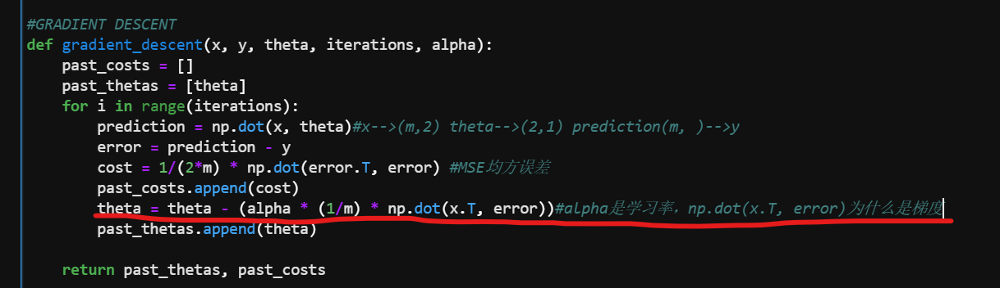 #GRADIENT DESCENT
def gradient_descent(x, y, theta, iterations, alpha):
    past_costs = []
    past_thetas = [theta]
    for i in range(iterations):
        prediction = np.dot(x, theta)#x-->(m,2) theta-->(2,1) prediction(m, )-->y
        error = prediction - y
        cost = 1/(2*m) * np.dot(error.T, error) #MSE均方误差
        past_costs.append(cost)
        theta = theta - (alpha * (1/m) * np.dot(x.T, error))#alpha是学习率，np.dot(x.T, error)为什么是梯度
        past_thetas.append(theta)
    return past_thetas, past_costs